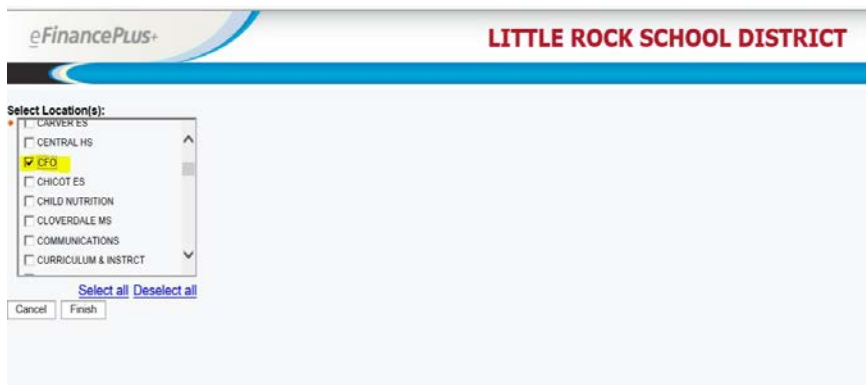 eFinancePLUS+
LITTLE ROCK SCHOOL DISTRICT
Select Location(s):
CARVER ES
CENTRAL HS
CFO
CHICOT ES
CHILD NUTRITION
CLOVERDALE MS
COMMUNICATIONS
CURRICULUM & INSTRCT
Select all Deselect all
Cancel Finish